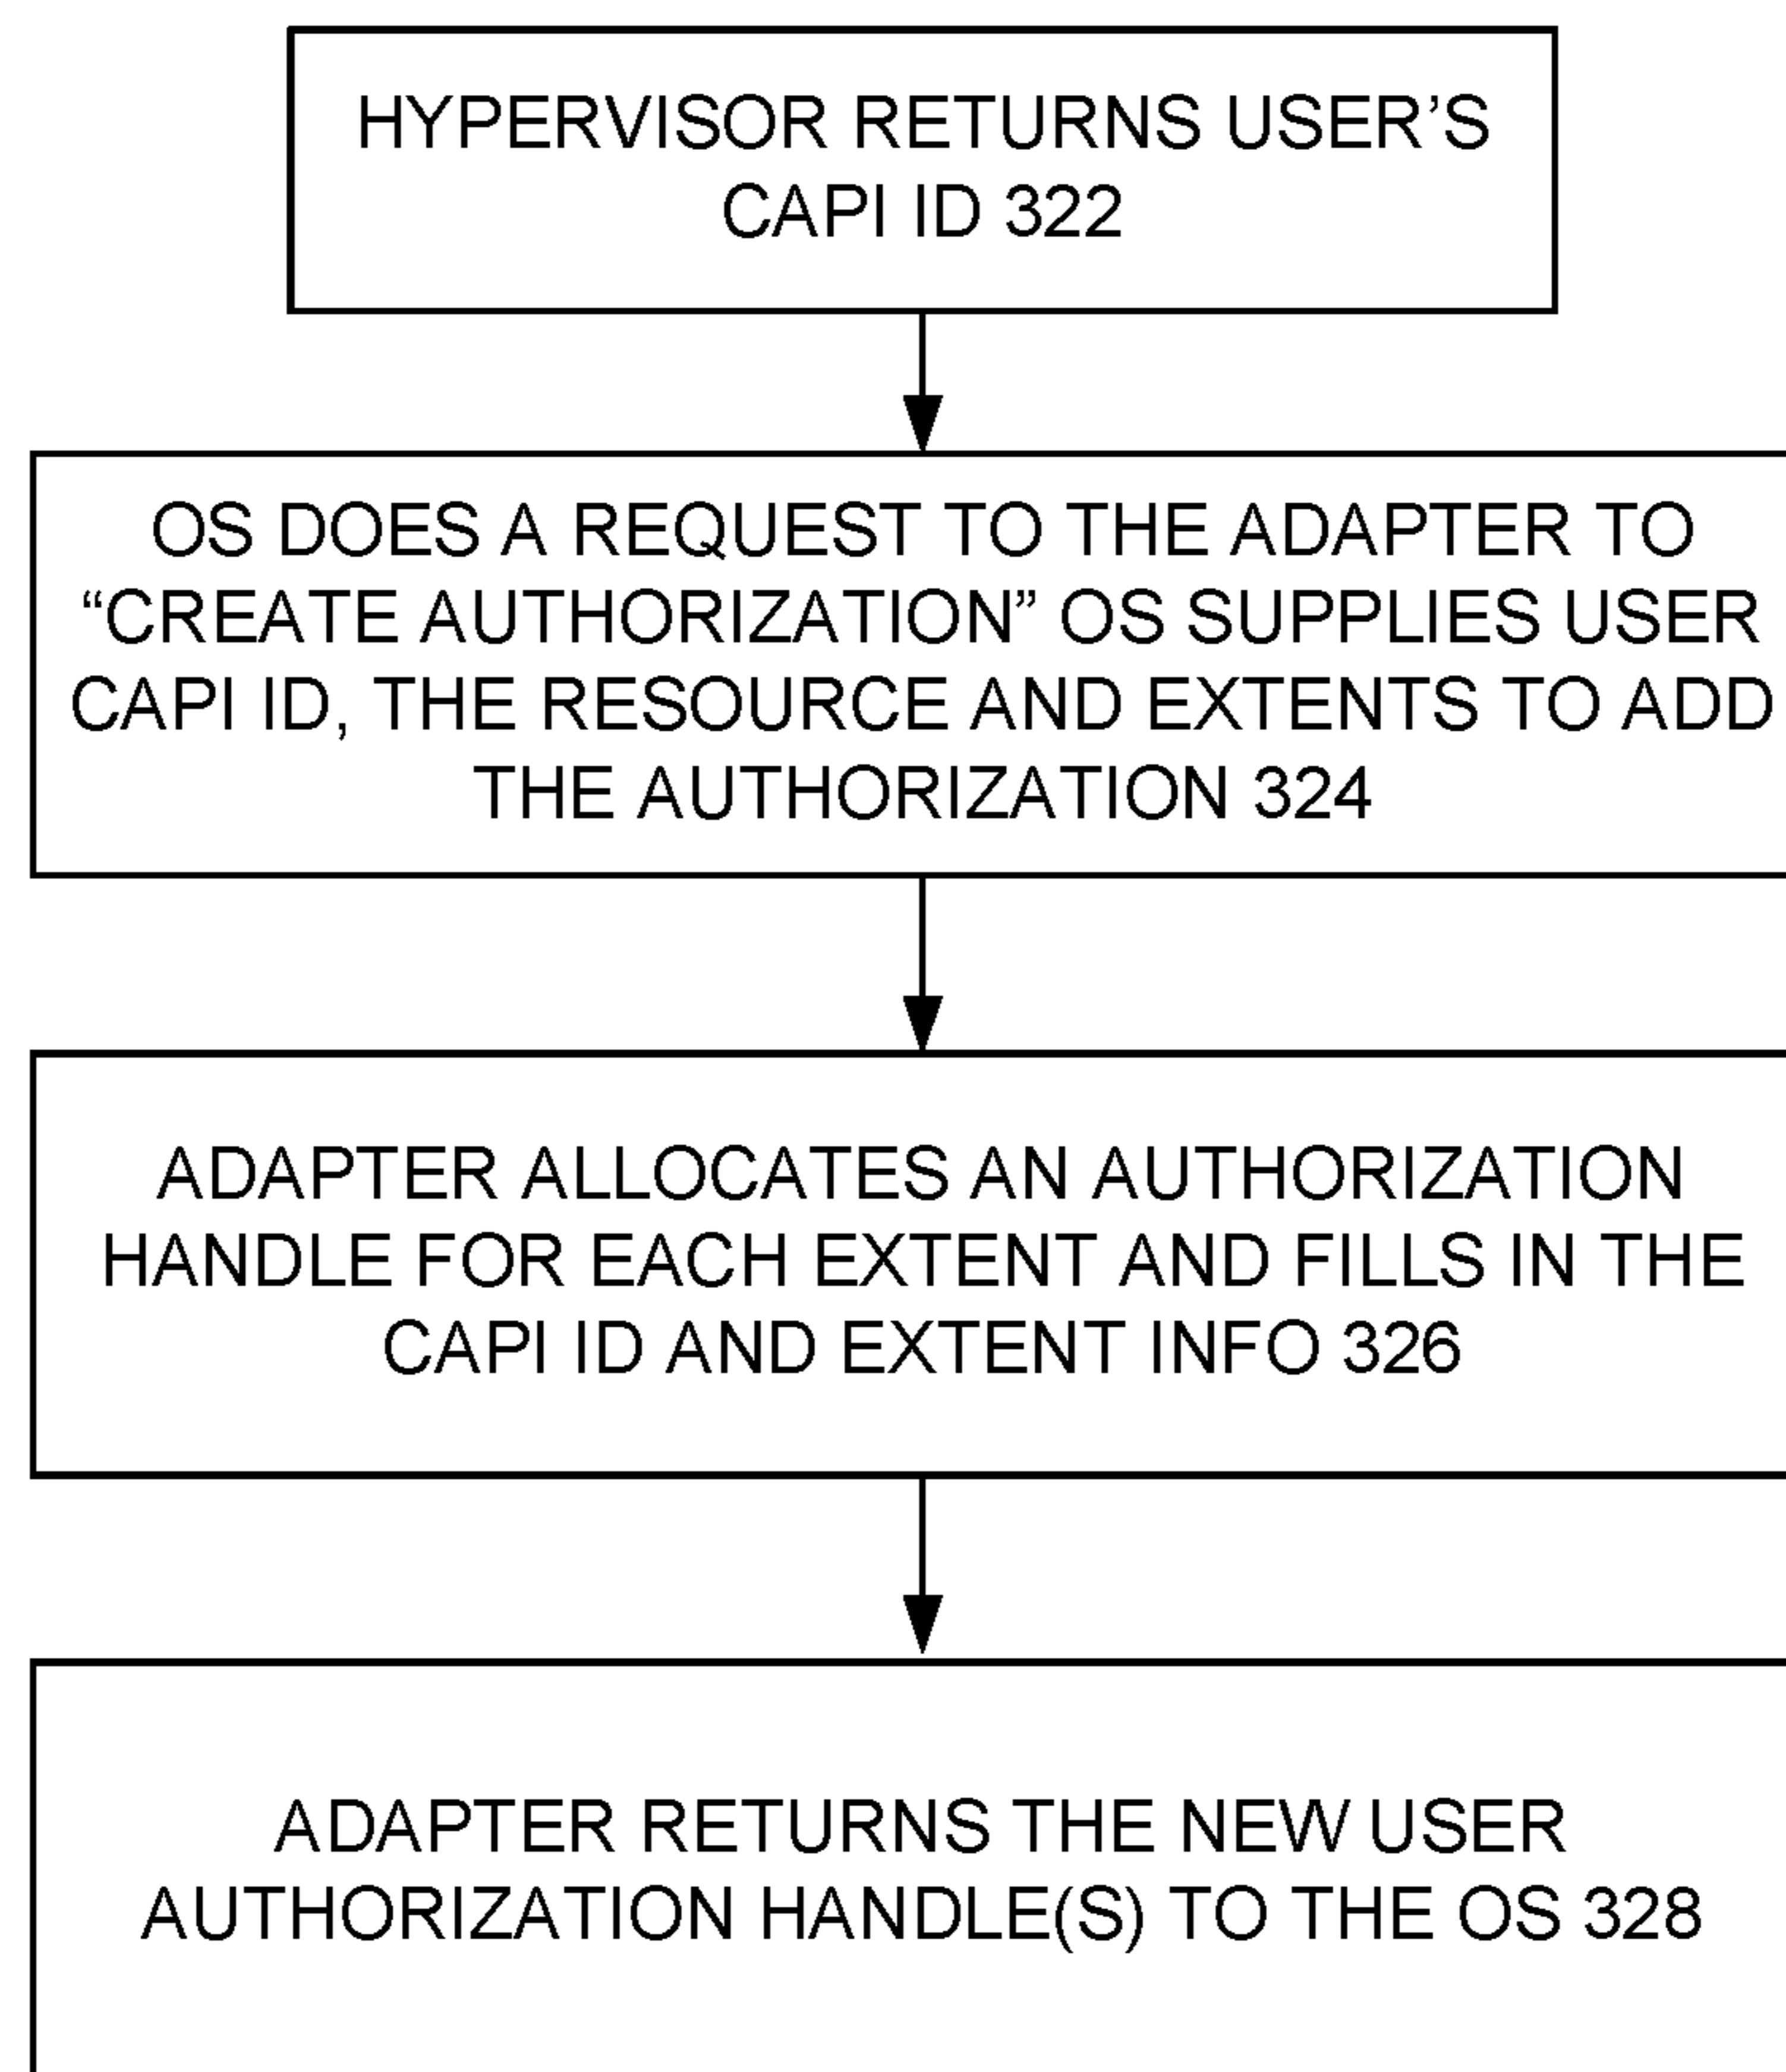 HYPERVISOR RETURNS USER’S
CAPI ID 322
OS DOES A REQUEST TO THE ADAPTER TO
“CREATE AUTHORIZATION” OS SUPPLIES USER
CAPI ID, THE RESOURCE AND EXTENTS TO ADD
THE AUTHORIZATION 324
ADAPTER ALLOCATES AN AUTHORIZATION
HANDLE FOR EACH EXTENT AND FILLS IN THE
CAPI ID AND EXTENT INFO 326
ADAPTER RETURNS THE NEW USER
AUTHORIZATION HANDLE(S) TO THE OS 328